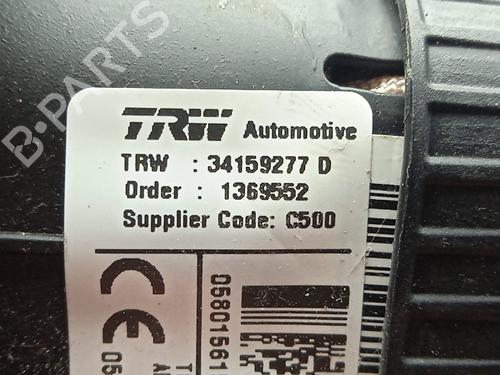 B-PARTS
TRW Automotive
TRW : 34159277 D
Order : 1369552
Supplier Code: C500
CE
05801561